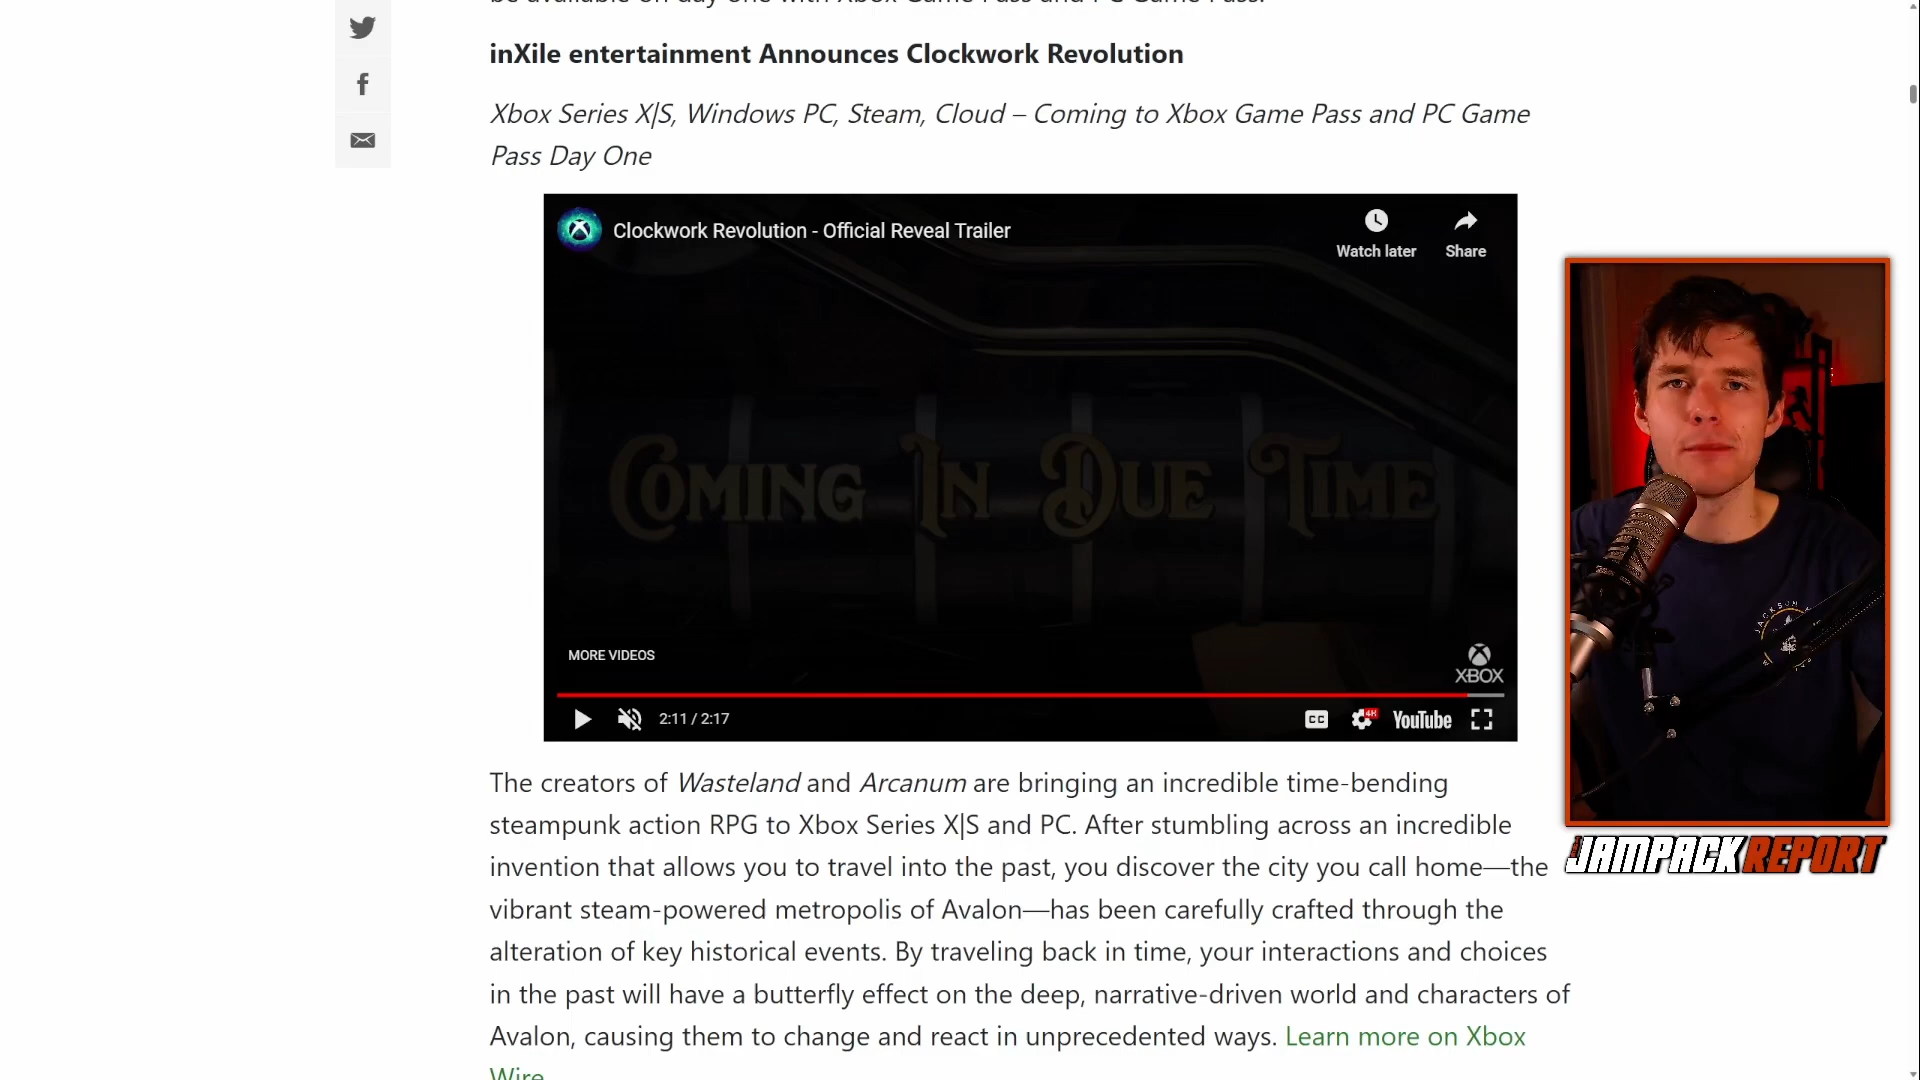 inXile entertainment Announces Clockwork Revolution
Xbox Series X|S, Windows PC, Steam, Cloud – Coming to Xbox Game Pass and PC Game
Pass Day One
Clockwork Revolution - Official Reveal Trailer
Watch later
Share
COMING IN DUE TIME
MORE VIDEOS
XBOX
2:11 / 2:17
CC
YouTube
The creators of Wasteland and Arcanum are bringing an incredible time-bending
steampunk action RPG to Xbox Series X|S and PC. After stumbling across an incredible
invention that allows you to travel into the past, you discover the city you call home—the
vibrant steam-powered metropolis of Avalon—has been carefully crafted through the
alteration of key historical events. By traveling back in time, your interactions and choices
in the past will have a butterfly effect on the deep, narrative-driven world and characters of
Avalon, causing them to change and react in unprecedented ways. Learn more on Xbox
Wire
JAMPACK REPORT